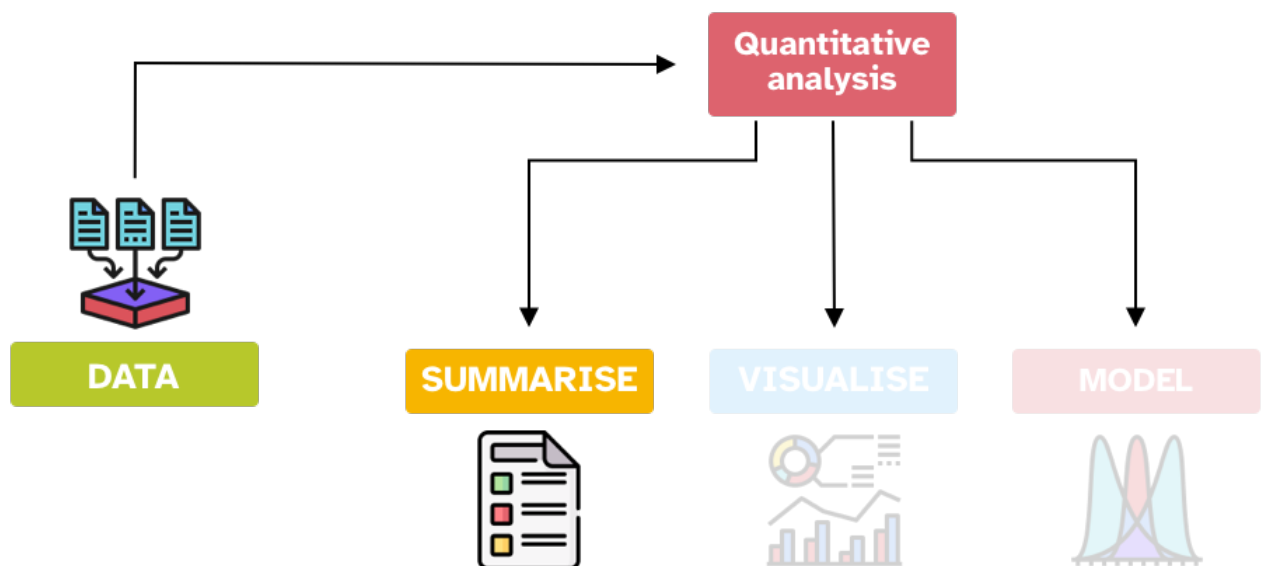 Quantitative
analysis
DATA
SUMMARISE
VISUALISE
MODEL